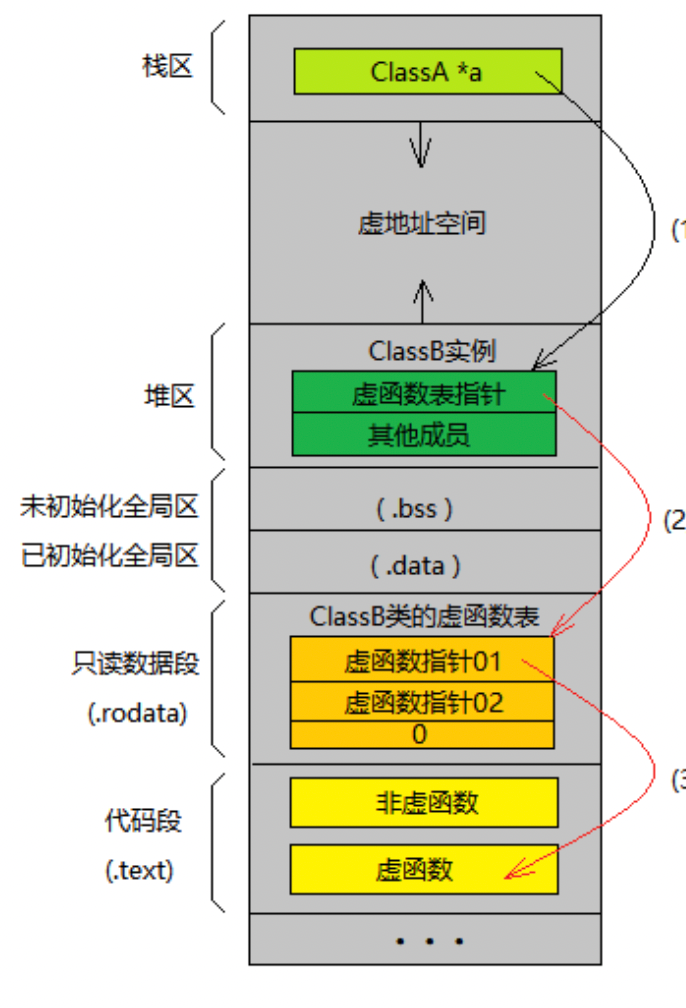 栈区
ClassA *a
虚地址空间
(1
ClassB实例
堆区
虚函数表指针
其他成员
未初始化全局区
( .bss )
(2
已初始化全局区
( .data )
ClassB类的虚函数表
只读数据段
(.rodata)
虚函数指针01
虚函数指针02
0
(3
代码段
(.text)
非虚函数
虚函数
· · ·